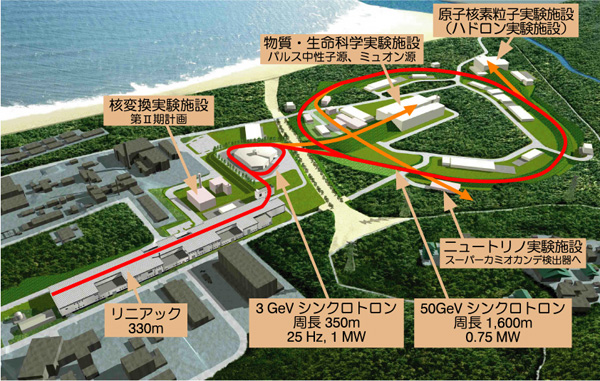 原子核素粒子実験施設
(ハドロン実験施設)
物質・生命科学実験施設
パルス中性子源、ミュオン源
核変換実験施設
第Ⅱ期計画
ニュートリノ実験施設
スーパーカミオカンデ検出器へ
リニアック
330m
3 GeV シンクロトロン
周長 350m
25 Hz, 1 MW
50GeV シンクロトロン
周長 1,600m
0.75 MW